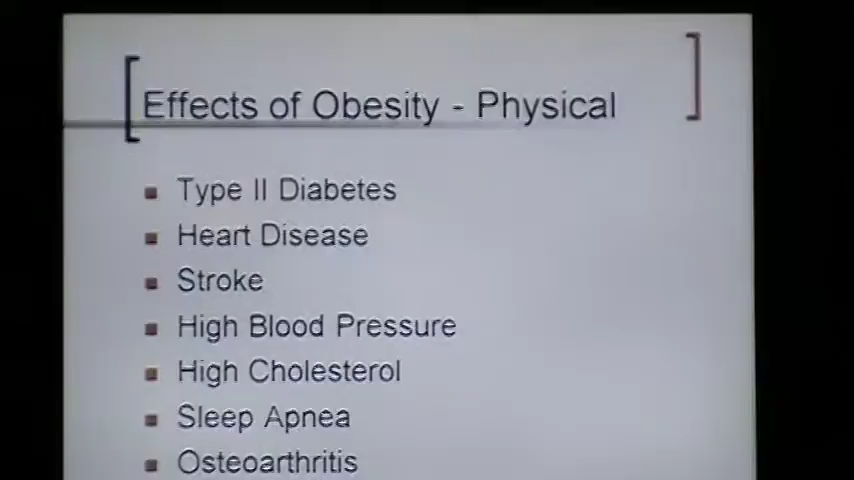 Effects of Obesity - Physical
Type II Diabetes
Heart Disease
Stroke
High Blood Pressure
High Cholesterol
Sleep Apnea
Osteoarthritis